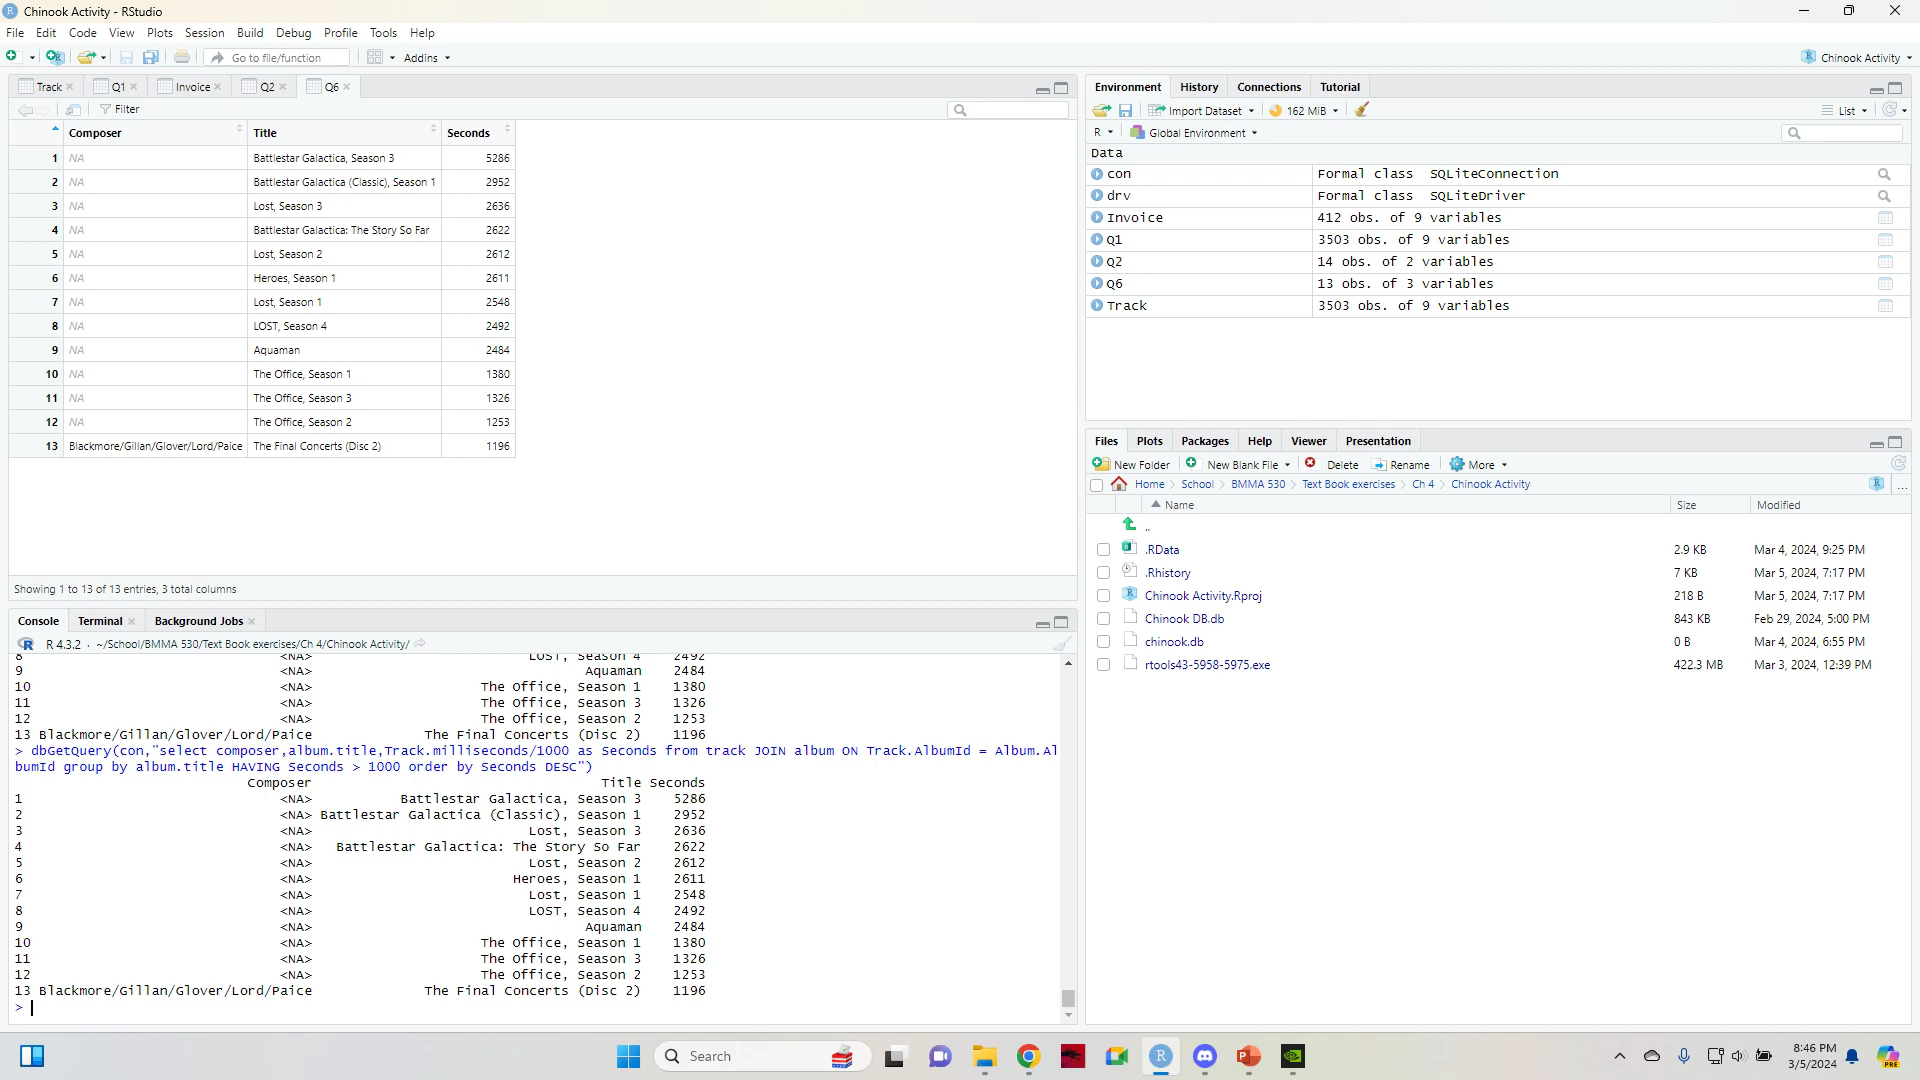 Chinook Activity - RStudio
File Edit Code View Plots Session Build Debug Profile Tools Help
Go to file/function Addins Chinook Activity
Track Q1 Invoice Q2 Q6
Filter
Composer Title Seconds
1 NA Battlestar Galactica, Season 3 5286
2 NA Battlestar Galactica (Classic), Season 1 2952
3 NA Lost, Season 3 2636
4 NA Battlestar Galactica: The Story So Far 2622
5 NA Lost, Season 2 2612
6 NA Heroes, Season 1 2611
7 NA Lost, Season 1 2548
8 NA LOST, Season 4 2492
9 NA Aquaman 2484
10 NA The Office, Season 1 1380
11 NA The Office, Season 3 1326
12 NA The Office, Season 2 1253
13 Blackmore/Gillan/Glover/Lord/Paice The Final Concerts (Disc 2) 1196
Showing 1 to 13 of 13 entries, 3 total columns
Console Terminal Background Jobs
R 4.3.2 · ~/School/BMMA 530/Text Book exercises/Ch 4/Chinook Activity/
8 <NA> LOST, Season 4 2492
9 <NA> Aquaman 2484
10 <NA> The Office, Season 1 1380
11 <NA> The Office, Season 3 1326
12 <NA> The Office, Season 2 1253
13 Blackmore/Gillan/Glover/Lord/Paice The Final Concerts (Disc 2) 1196
> dbGetQuery(con,"select composer,album.title,Track.milliseconds/1000 as Seconds from track JOIN album ON Track.AlbumId = Album.Al
bumId group by album.title HAVING Seconds > 1000 order by Seconds DESC")
Composer Title Seconds
1 <NA> Battlestar Galactica, Season 3 5286
2 <NA> Battlestar Galactica (Classic), Season 1 2952
3 <NA> Lost, Season 3 2636
4 <NA> Battlestar Galactica: The Story So Far 2622
5 <NA> Lost, Season 2 2612
6 <NA> Heroes, Season 1 2611
7 <NA> Lost, Season 1 2548
8 <NA> LOST, Season 4 2492
9 <NA> Aquaman 2484
10 <NA> The Office, Season 1 1380
11 <NA> The Office, Season 3 1326
12 <NA> The Office, Season 2 1253
13 Blackmore/Gillan/Glover/Lord/Paice The Final Concerts (Disc 2) 1196
>
Environment History Connections Tutorial
Import Dataset 162 MiB List
R Global Environment
Data
con Formal class SQLiteConnection
drv Formal class SQLiteDriver
Invoice 412 obs. of 9 variables
Q1 3503 obs. of 9 variables
Q2 14 obs. of 2 variables
Q6 13 obs. of 3 variables
Track 3503 obs. of 9 variables
Files Plots Packages Help Viewer Presentation
New Folder New Blank File Delete Rename More
Home School BMMA 530 Text Book exercises Ch 4 Chinook Activity ...
Name Size Modified
..
.RData 2.9 KB Mar 4, 2024, 9:25 PM
.Rhistory 7 KB Mar 5, 2024, 7:17 PM
Chinook Activity.Rproj 218 B Mar 5, 2024, 7:17 PM
Chinook DB.db 843 KB Feb 29, 2024, 5:00 PM
chinook.db 0 B Mar 4, 2024, 6:55 PM
rtools43-5958-5975.exe 422.3 MB Mar 3, 2024, 12:39 PM
Search
8:46 PM
3/5/2024
PRE